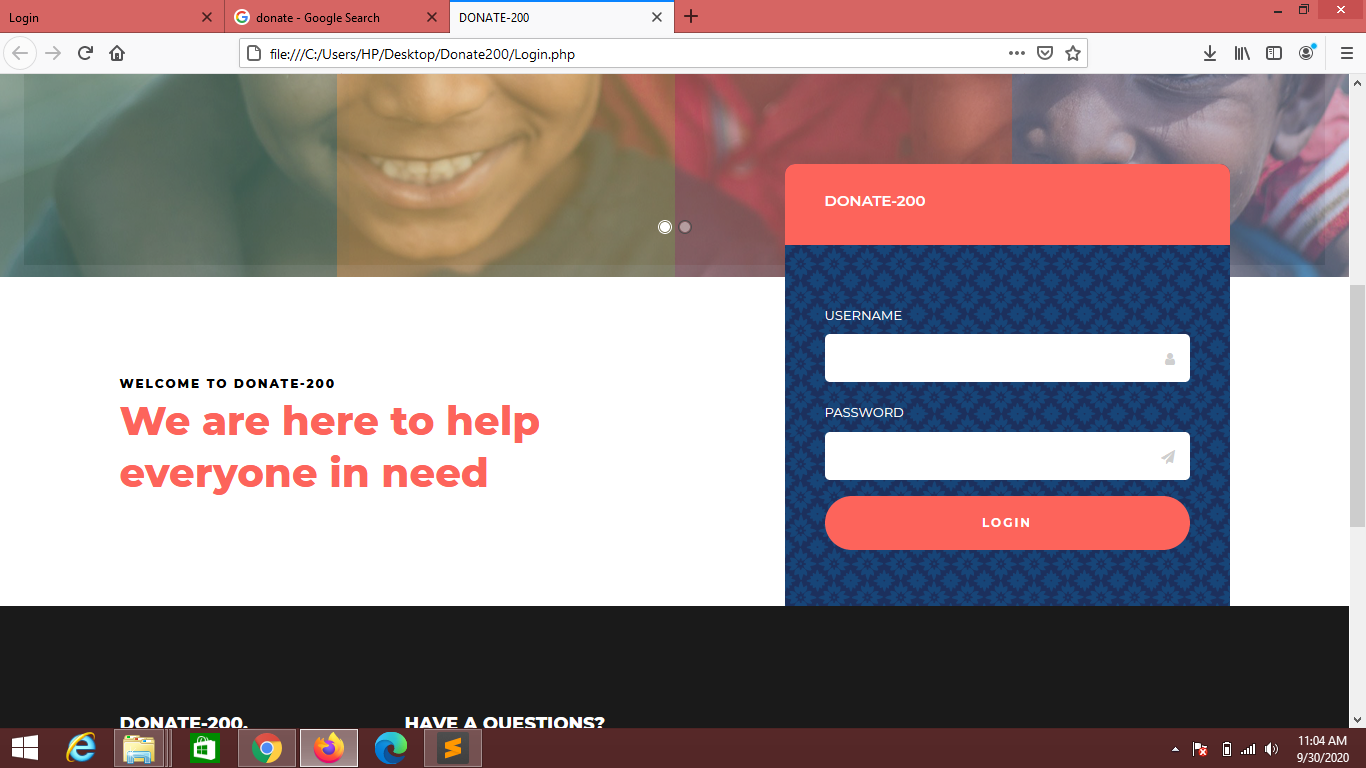 Login
donate - Google Search
DONATE-200
file:///C:/Users/HP/Desktop/Donate200/Login.php
DONATE-200
USERNAME
PASSWORD
LOGIN
WELCOME TO DONATE-200
We are here to help
everyone in need
DONATE-200.
HAVE A QUESTIONS?
11:04 AM
9/30/2020